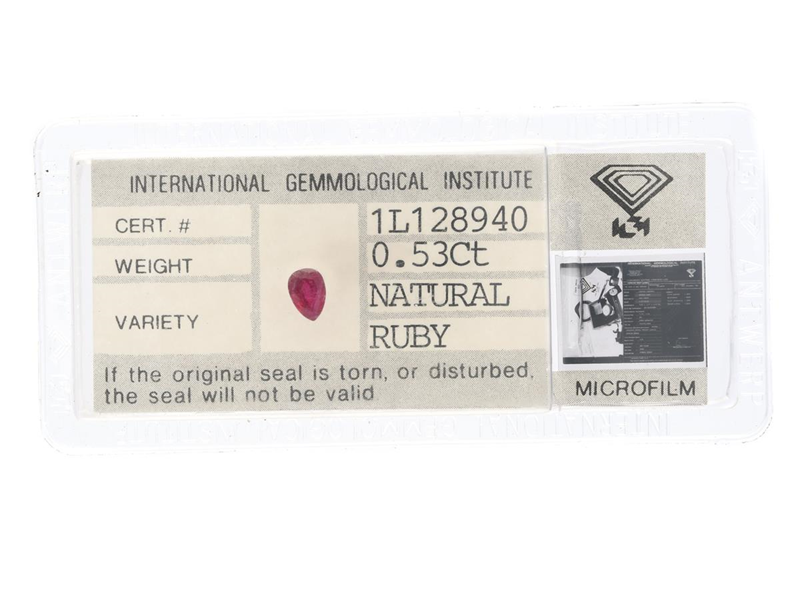 INTERNATIONAL GEMMOLOGICAL INSTITUTE
CERT. # 1L128940
WEIGHT 0.53Ct
VARIETY NATURAL
RUBY
If the original seal is torn, or disturbed,
the seal will not be valid
MICROFILM